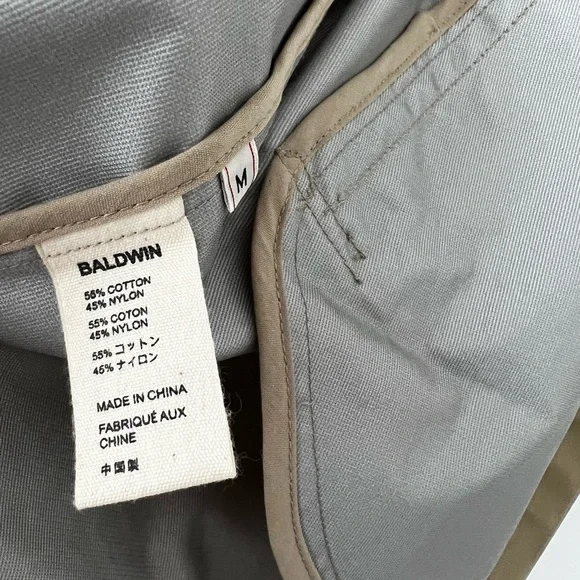 BALDWIN
M
55% COTTON
45% NYLON
55% COTON
45% NYLON
55% コットン
45% ナイロン
MADE IN CHINA
FABRIQUÉ AUX
CHINE
中国製